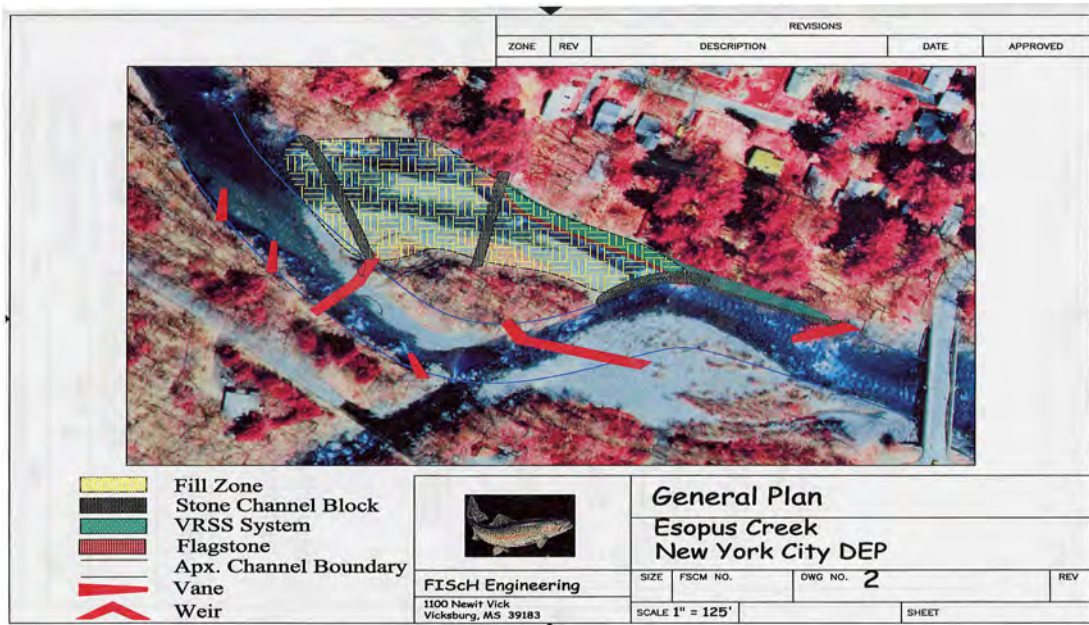 REVISIONS
ZONE REV DESCRIPTION DATE APPROVED
Fill Zone
Stone Channel Block
VRSS System
Flagstone
Apx. Channel Boundary
Vane
Weir
FIScH Engineering
1100 Newit Vick
Vicksburg, MS 39183
General Plan
Esopus Creek
New York City DEP
SIZE FSCM NO. DWG NO. 2 REV
SCALE 1" = 125' SHEET